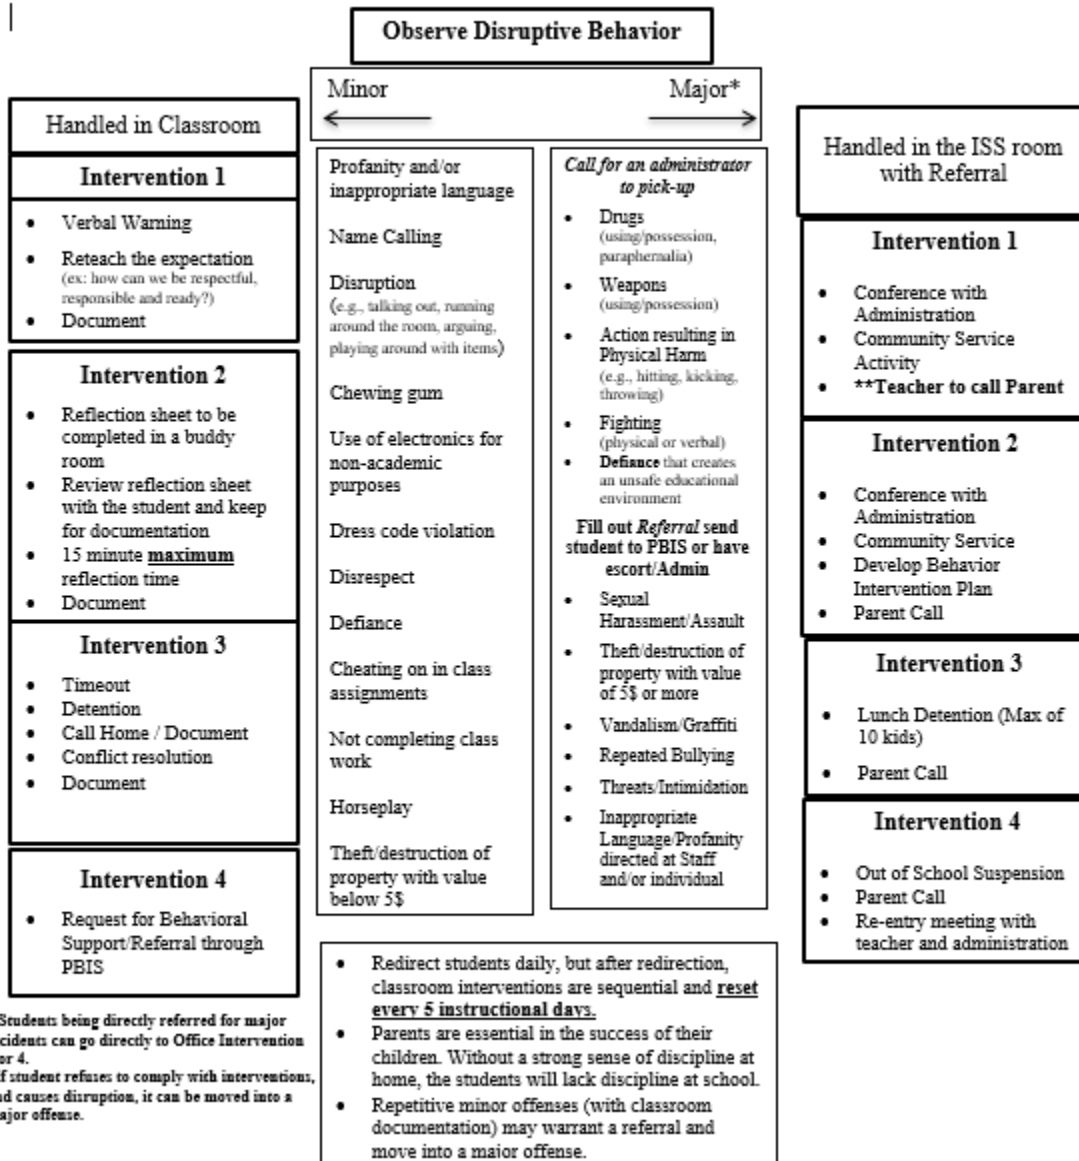 Observe Disruptive Behavior
Minor
Major*
Handled in Classroom
Intervention 1
• Verbal Warning
• Reteach the expectation
(ex: how can we be respectful,
responsible and ready?)
• Document
Intervention 2
• Reflection sheet to be
completed in a buddy
room
• Review reflection sheet
with the student and keep
for documentation
• 15 minute maximum
reflection time
• Document
Intervention 3
• Timeout
• Detention
• Call Home / Document
• Conflict resolution
• Document
Intervention 4
• Request for Behavioral
Support/Referral through
PBIS
Students being directly referred for major
cidents can go directly to Office Intervention
or 4.
f student refuses to comply with interventions,
nd causes disruption, it can be moved into a
ajor offense.
Profanity and/or
inappropriate language
Name Calling
Disruption
(e.g., talking out, running
around the room, arguing,
playing around with items)
Chewing gum
Use of electronics for
non-academic
purposes
Dress code violation
Disrespect
Defiance
Cheating on in class
assignments
Not completing class
work
Horseplay
Theft/destruction of
property with value
below 5$
Call for an administrator
to pick-up
• Drugs
(using/possession,
paraphernalia)
• Weapons
(using/possession)
• Action resulting in
Physical Harm
(e.g., hitting, kicking,
throwing)
• Fighting
(physical or verbal)
• Defiance that creates
an unsafe educational
environment
Fill out Referral send
student to PBIS or have
escort/Admin
• Sexual
Harassment/Assault
• Theft/destruction of
property with value
of 5$ or more
• Vandalism/Graffiti
• Repeated Bullying
• Threats/Intimidation
• Inappropriate
Language/Profanity
directed at Staff
and/or individual
• Redirect students daily, but after redirection,
classroom interventions are sequential and reset
every 5 instructional days.
• Parents are essential in the success of their
children. Without a strong sense of discipline at
home, the students will lack discipline at school.
• Repetitive minor offenses (with classroom
documentation) may warrant a referral and
move into a major offense.
Handled in the ISS room
with Referral
Intervention 1
• Conference with
Administration
• Community Service
Activity
• **Teacher to call Parent
Intervention 2
• Conference with
Administration
• Community Service
• Develop Behavior
Intervention Plan
• Parent Call
Intervention 3
• Lunch Detention (Max of
10 kids)
• Parent Call
Intervention 4
• Out of School Suspension
• Parent Call
• Re-entry meeting with
teacher and administration